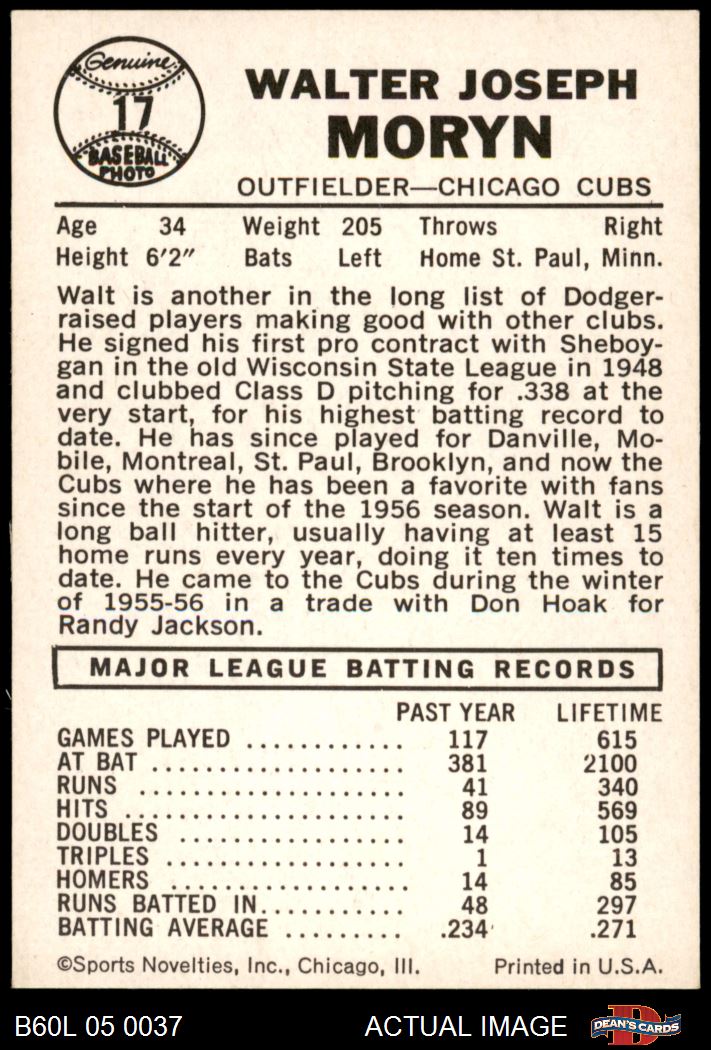 Genuine
17
BASEBALL
PHOTO
WALTER JOSEPH
MORYN
OUTFIELDER—CHICAGO CUBS
Age 34 Weight 205 Throws Right
Height 6'2" Bats Left Home St. Paul, Minn.
Walt is another in the long list of Dodger-
raised players making good with other clubs.
He signed his first pro contract with Sheboy-
gan in the old Wisconsin State League in 1948
and clubbed Class D pitching for .338 at the
very start, for his highest batting record to
date. He has since played for Danville, Mo-
bile, Montreal, St. Paul, Brooklyn, and now the
Cubs where he has been a favorite with fans
since the start of the 1956 season. Walt is a
long ball hitter, usually having at least 15
home runs every year, doing it ten times to
date. He came to the Cubs during the winter
of 1955-56 in a trade with Don Hoak for
Randy Jackson.
MAJOR LEAGUE BATTING RECORDS
PAST YEAR LIFETIME
GAMES PLAYED ............ 117 615
AT BAT .................... 381 2100
RUNS ..................... 41 340
HITS ...................... 89 569
DOUBLES .................. 14 105
TRIPLES ................... 1 13
HOMERS ................... 14 85
RUNS BATTED IN............ 48 297
BATTING AVERAGE ......... .234 .271
©Sports Novelties, Inc., Chicago, Ill. Printed in U.S.A.
B60L 05 0037 ACTUAL IMAGE D DEAN'S CARDS